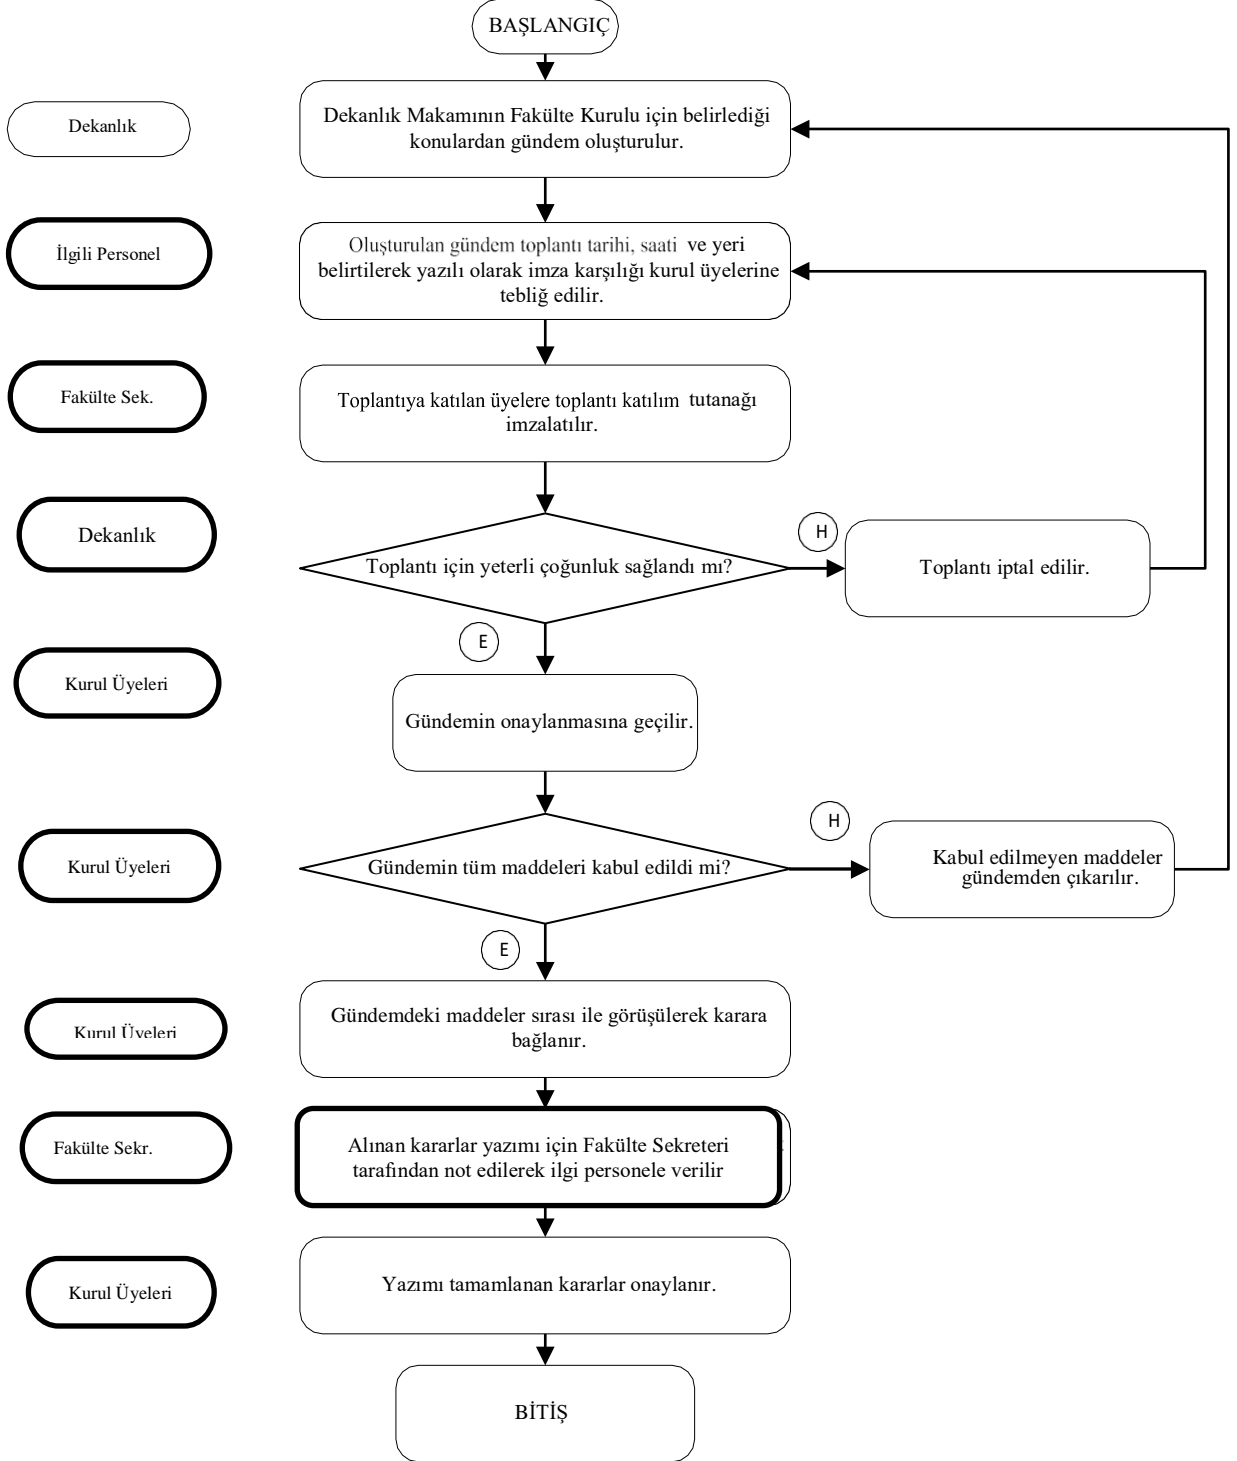 BAŞLANGIÇ
Dekanlık
Dekanlık Makamının Fakülte Kurulu için belirlediği
konulardan gündem oluşturulur.
İlgili Personel
Oluşturulan gündem toplantı tarihi, saati ve yeri
belirtilerek yazılı olarak imza karşılığı kurul üyelerine
tebliğ edilir.
Fakülte Sek.
Toplantıya katılan üyelere toplantı katılım tutanağı
imzalatılır.
Dekanlık
Toplantı için yeterli çoğunluk sağlandı mı?
H
Toplantı iptal edilir.
E
Kurul Üyeleri
Gündemin onaylanmasına geçilir.
Kurul Üyeleri
Gündemin tüm maddeleri kabul edildi mi?
H
Kabul edilmeyen maddeler
gündemden çıkarılır.
E
Kurul Üyeleri
Gündemdeki maddeler sırası ile görüşülerek karara
bağlanır.
Fakülte Sekr.
Alınan kararlar yazımı için Fakülte Sekreteri
tarafından not edilerek ilgi personele verilir
Kurul Üyeleri
Yazımı tamamlanan kararlar onaylanır.
BİTİŞ